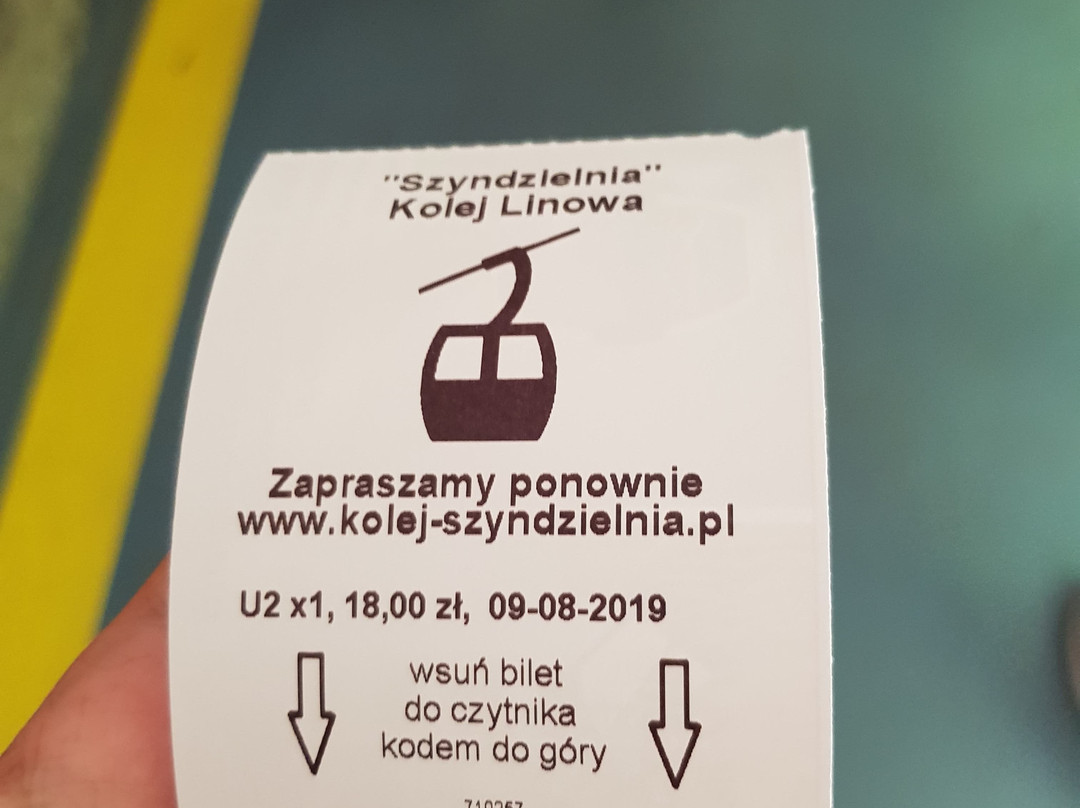 "Szyndzielnia"
Kolej Linowa
Zapraszamy ponownie
www.kolej-szyndzielnia.pl
U2 x1, 18,00 zł, 09-08-2019
wsuń bilet
do czytnika
kodem do góry